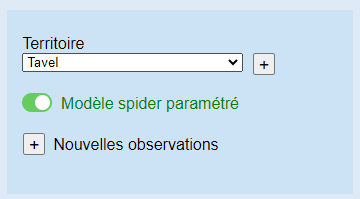 Territoire
Tavel
+
Modèle spider paramétré
+ Nouvelles observations